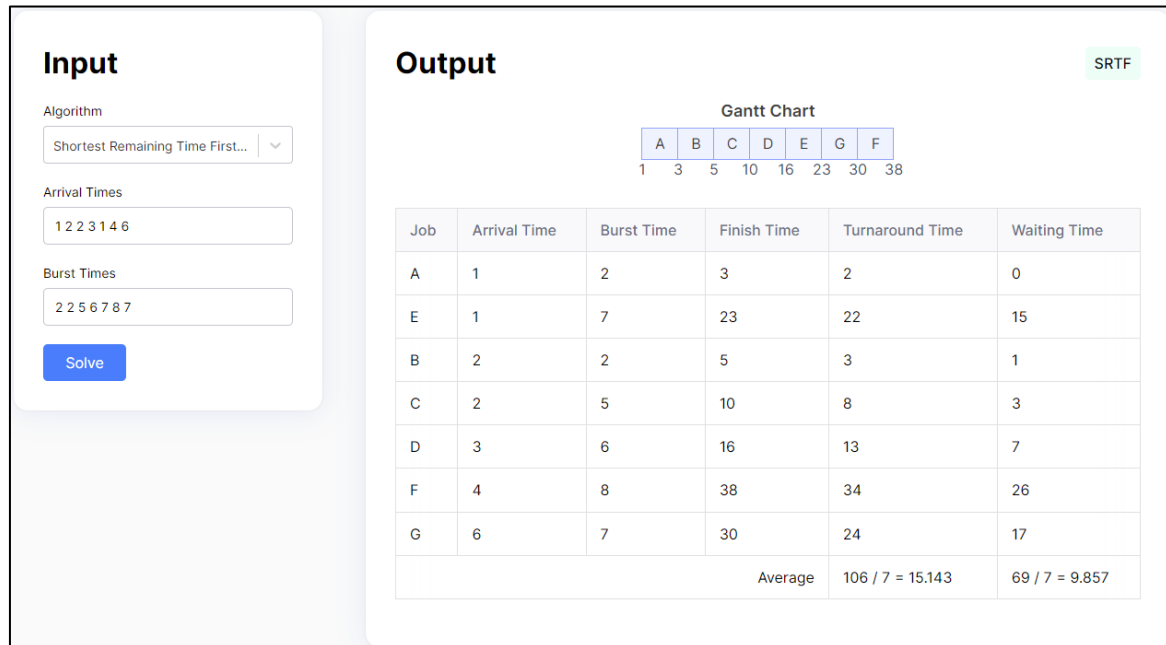 Input
Algorithm
Shortest Remaining Time First...
Arrival Times
1 2 2 3 1 4 6
Burst Times
2 2 5 6 7 8 7
Solve
Output
SRTF
Gantt Chart
A B C D E G F
1 3 5 10 16 23 30 38
Job Arrival Time Burst Time Finish Time Turnaround Time Waiting Time
A 1 2 3 2 0
E 1 7 23 22 15
B 2 2 5 3 1
C 2 5 10 8 3
D 3 6 16 13 7
F 4 8 38 34 26
G 6 7 30 24 17
Average 106 / 7 = 15.143 69 / 7 = 9.857